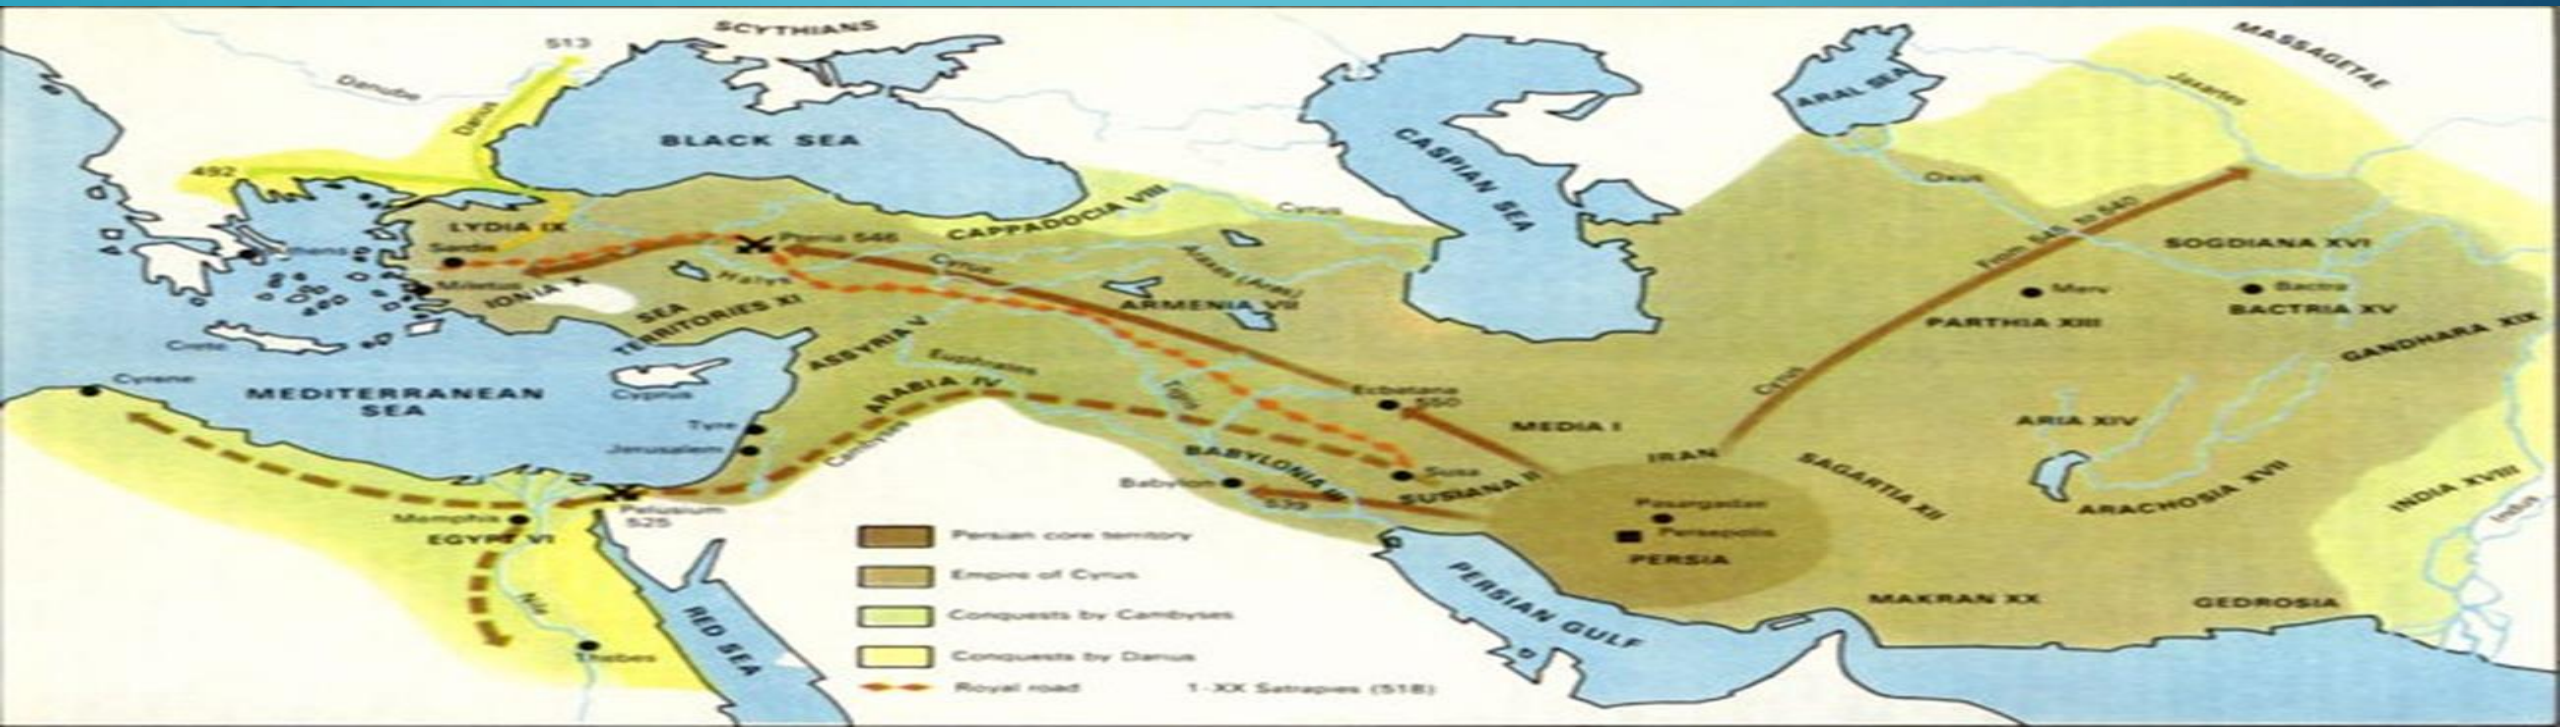 SCYTHIANS
MASSAGETAE
513
Danube
Darius
Jaxartes
ARAL SEA
BLACK SEA
CASPIAN SEA
492
Oxus
CAPPADOCIA VIII
Cyrus
LYDIA IX
Sardis
Pteria 546
From 545 to 540
SOGDIANA XVI
Athens
Cyrus
Araxes (Aras)
Halys
Miletus
IONIA X
Merv
Bactra
ARMENIA VII
BACTRIA XV
SEA
TERRITORIES XI
PARTHIA XIII
GANDHARA XIX
ASSYRIA V
Crete
Euphrates
Cyrus
Cyrene
ARABIA IV
Tigris
MEDITERRANEAN
SEA
Cyprus
Ecbatana
550
Tyre
MEDIA I
ARIA XIV
Jerusalem
Cambyses
BABYLONIA III
IRAN
SAGARTIA XII
Susa
SUSIANA II
Babylon
539
ARACHOSIA XVII
INDIA XVIII
Indus
Pelusium
525
Memphis
EGYPT VI
Pasargadae
Persepolis
PERSIA
Persian core territory
Empire of Cyrus
Conquests by Cambyses
Conquests by Darius
Royal road
1-XX Satrapies (518)
Nile
RED SEA
PERSIAN GULF
MAKRAN XX
GEDROSIA
Thebes